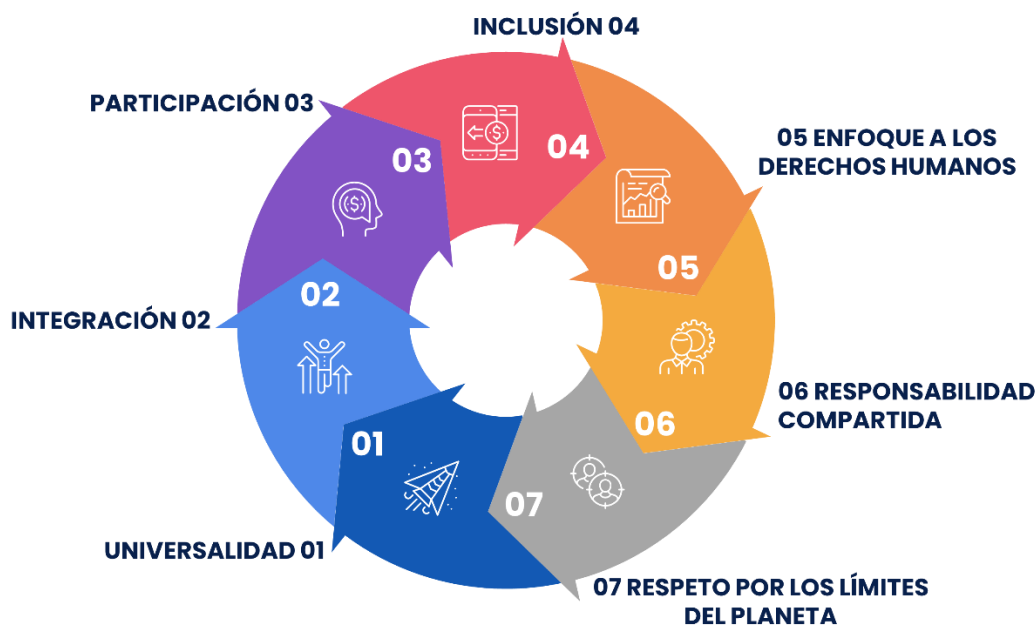 INCLUSIÓN 04
PARTICIPACIÓN 03
INTEGRACIÓN 02
UNIVERSALIDAD 01
05 ENFOQUE A LOS
DERECHOS HUMANOS
06 RESPONSABILIDAD
COMPARTIDA
07 RESPETO POR LOS LÍMITES
DEL PLANETA
01
02
03
04
05
06
07
$
$